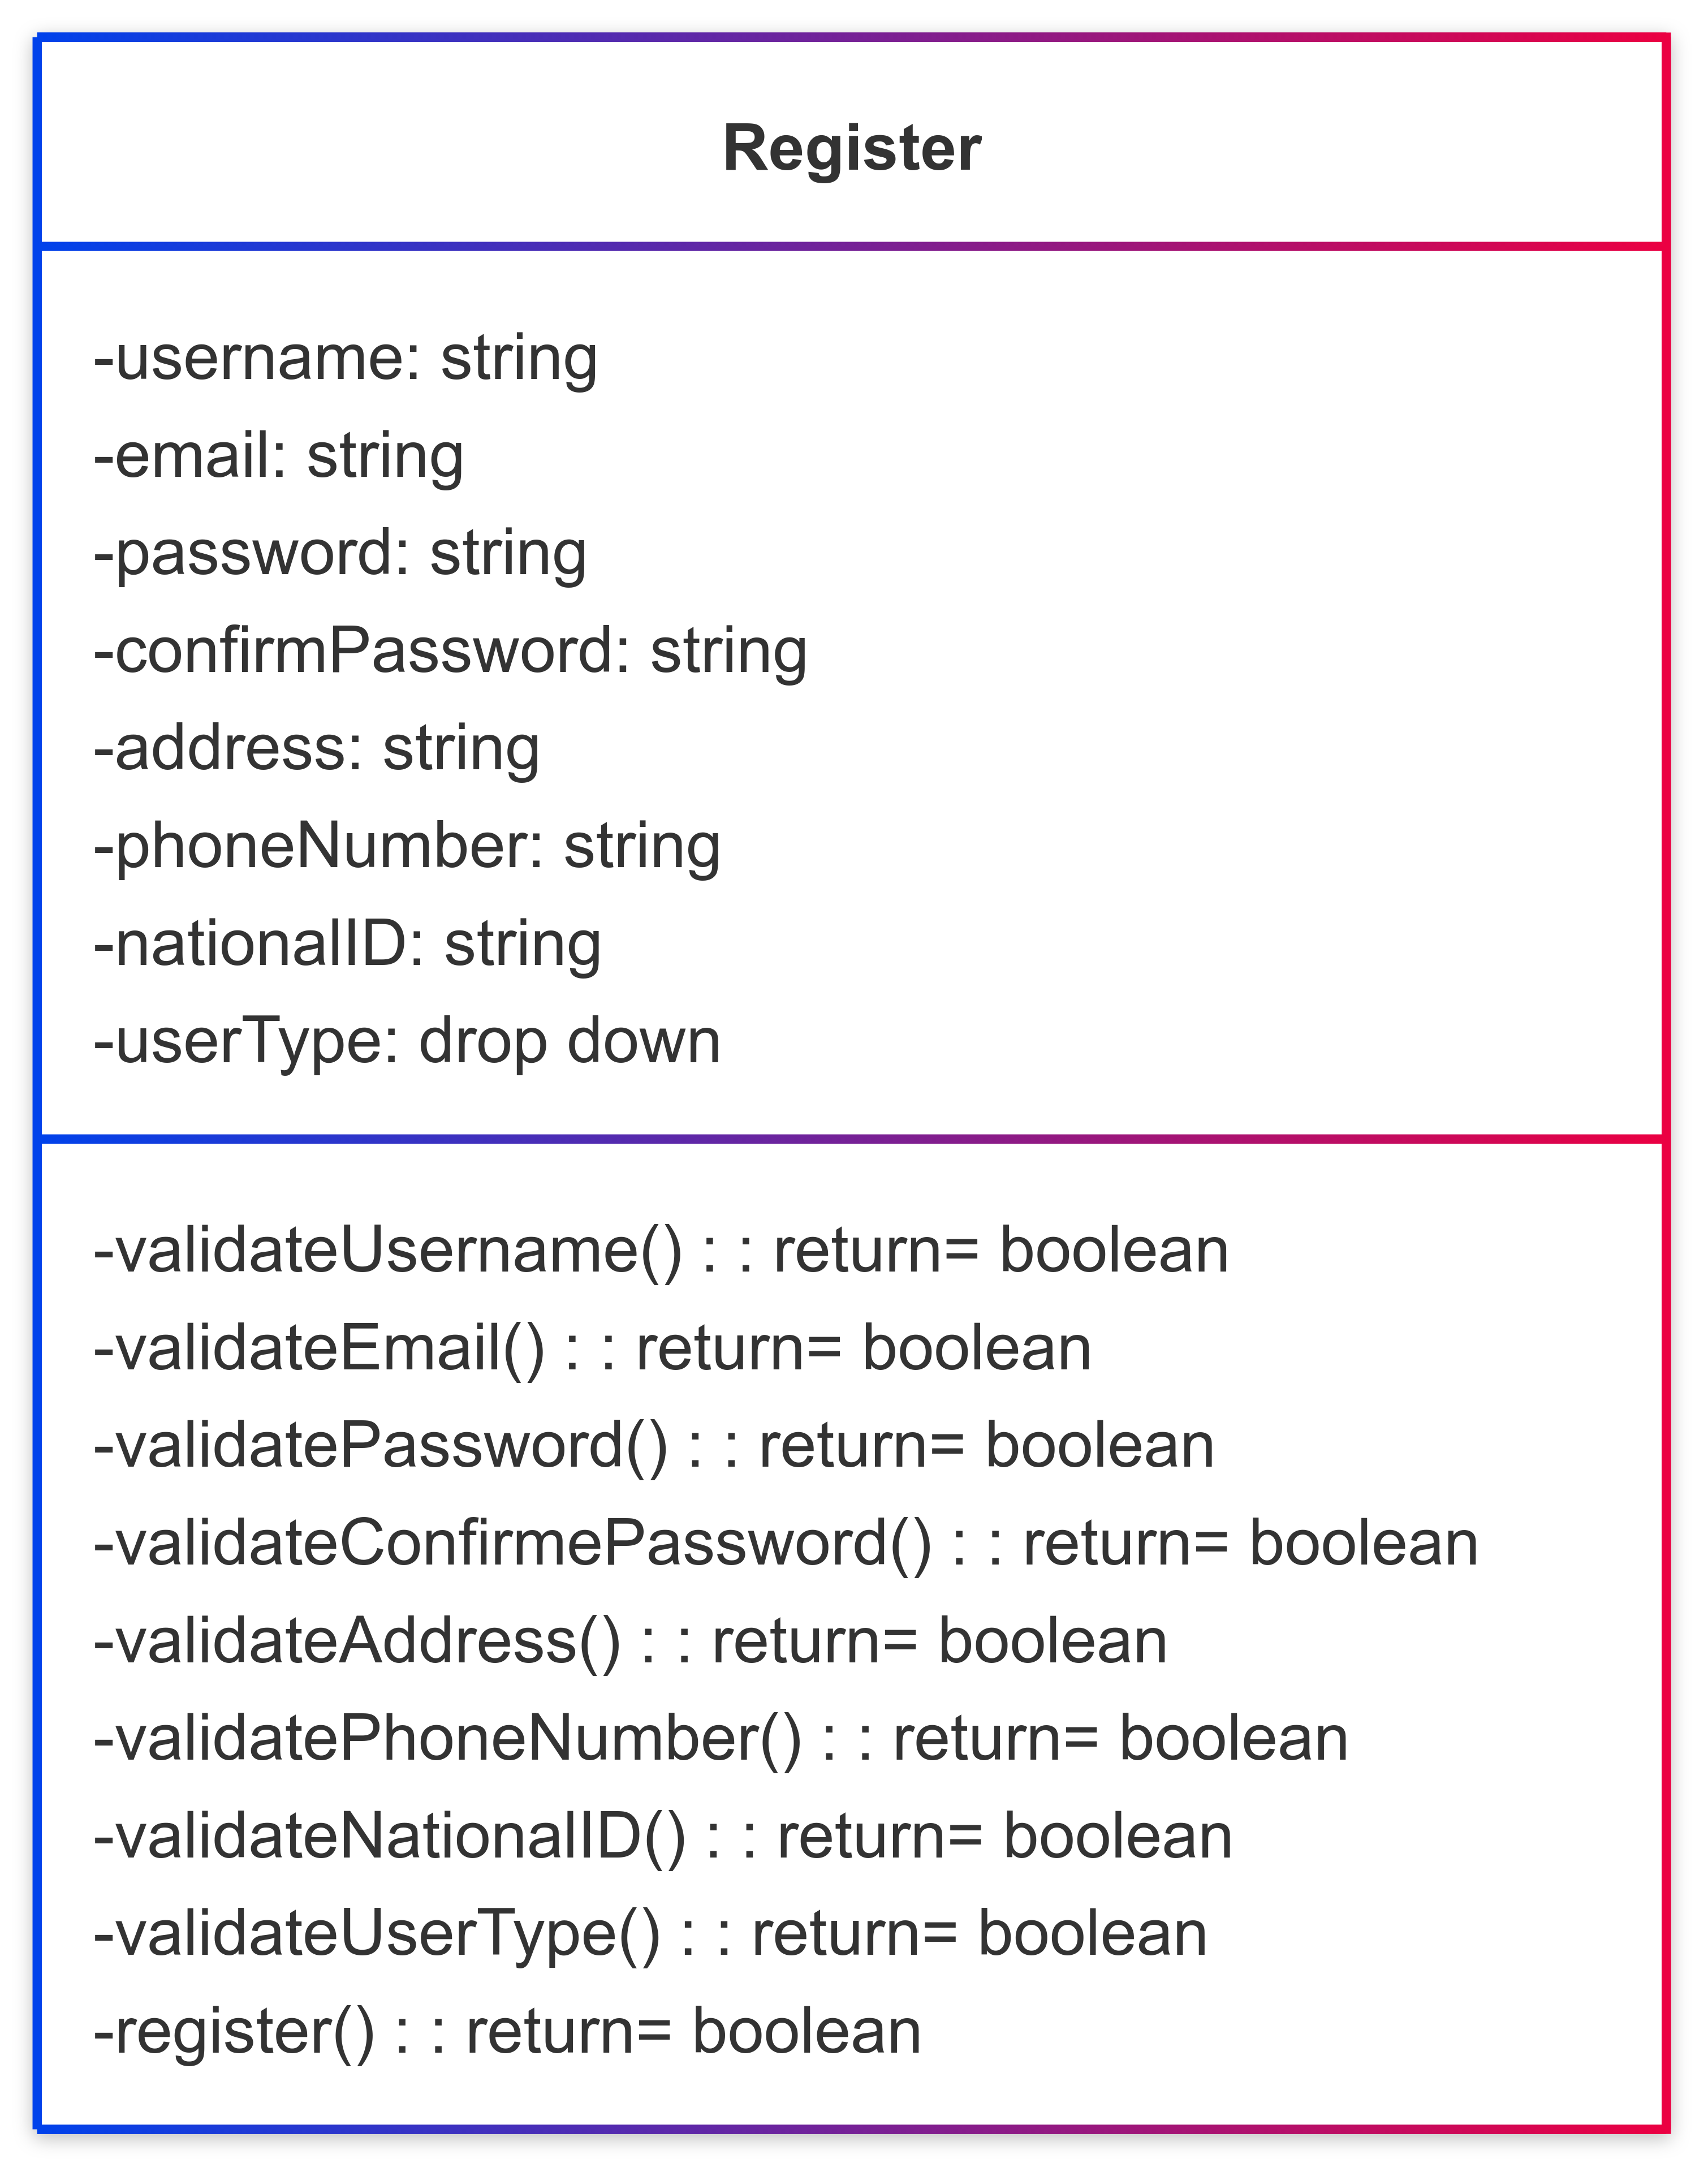 Register
-username: string
-email: string
-password: string
-confirmPassword: string
-address: string
-phoneNumber: string
-nationalID: string
-userType: drop down
-validateUsername() : : return= boolean
-validateEmail() : : return= boolean
-validatePassword() : : return= boolean
-validateConfirmePassword() : : return= boolean
-validateAddress() : : return= boolean
-validatePhoneNumber() : : return= boolean
-validateNationalID() : : return= boolean
-validateUserType() : : return= boolean
-register() : : return= boolean